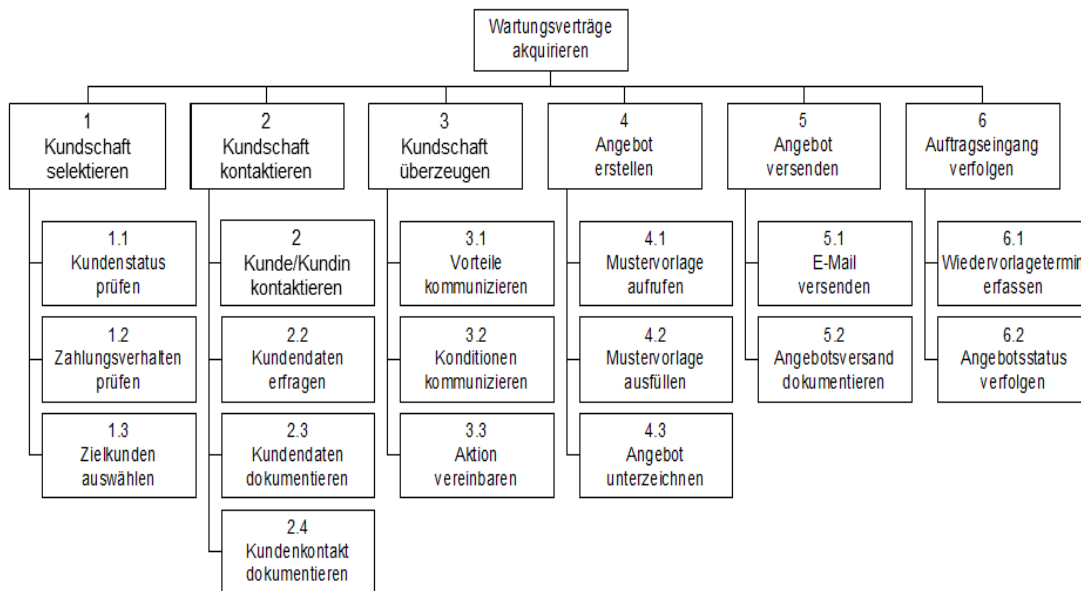 Wartungsverträge
akquirieren
1
Kundschaft
selektieren
2
Kundschaft
kontaktieren
3
Kundschaft
überzeugen
4
Angebot
erstellen
5
Angebot
versenden
6
Auftragseingang
verfolgen
1.1
Kundenstatus
prüfen
1.2
Zahlungsverhalten
prüfen
1.3
Zielkunden
auswählen
2
Kunde/Kundin
kontaktieren
2.2
Kundendaten
erfragen
2.3
Kundendaten
dokumentieren
2.4
Kundenkontakt
dokumentieren
3.1
Vorteile
kommunizieren
3.2
Konditionen
kommunizieren
3.3
Aktion
vereinbaren
4.1
Mustervorlage
aufrufen
4.2
Mustervorlage
ausfüllen
4.3
Angebot
unterzeichnen
5.1
E-Mail
versenden
5.2
Angebotsversand
dokumentieren
6.1
Wiedervorlagetermin
erfassen
6.2
Angebotsstatus
verfolgen